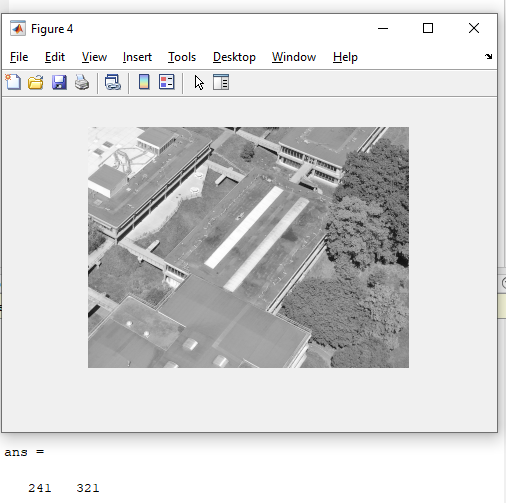 Figure 4
File Edit View Insert Tools Desktop Window Help
ans =
241 321